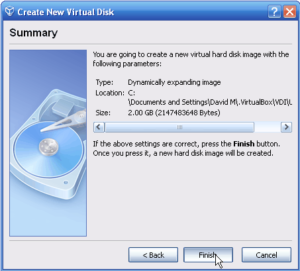 Create New Virtual Disk
Summary
You are going to create a new virtual hard disk image with the
following parameters:
Type: Dynamically expanding image
Location: C:
\Documents and Settings\David M\.VirtualBox\VDI\L
Size: 2.00 GB (2147483648 Bytes)
If the above settings are correct, press the Finish button.
Once you press it, a new hard disk image will be created.
< Back Finish Cancel